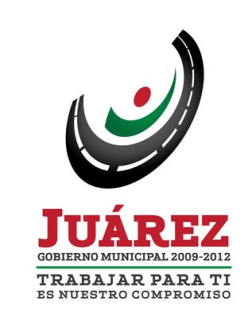 JUÁREZ
GOBIERNO MUNICIPAL 2009-2012
TRABAJAR PARA TI
ES NUESTRO COMPROMISO